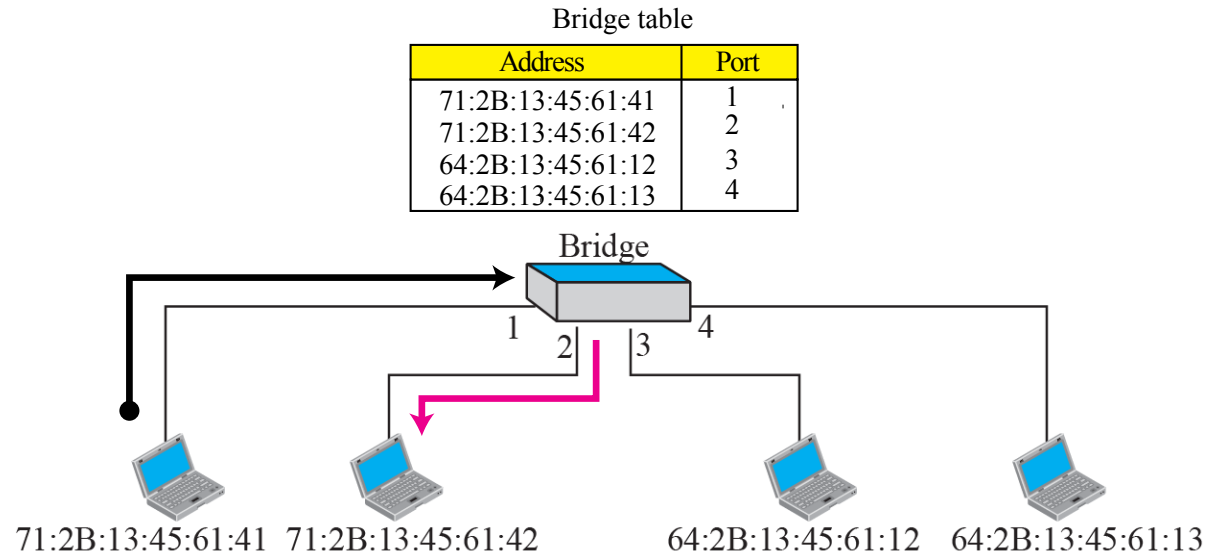 Bridge table
Address Port
71:2B:13:45:61:41 1
71:2B:13:45:61:42 2
64:2B:13:45:61:12 3
64:2B:13:45:61:13 4
Bridge
1 2 3 4
71:2B:13:45:61:41 71:2B:13:45:61:42 64:2B:13:45:61:12 64:2B:13:45:61:13